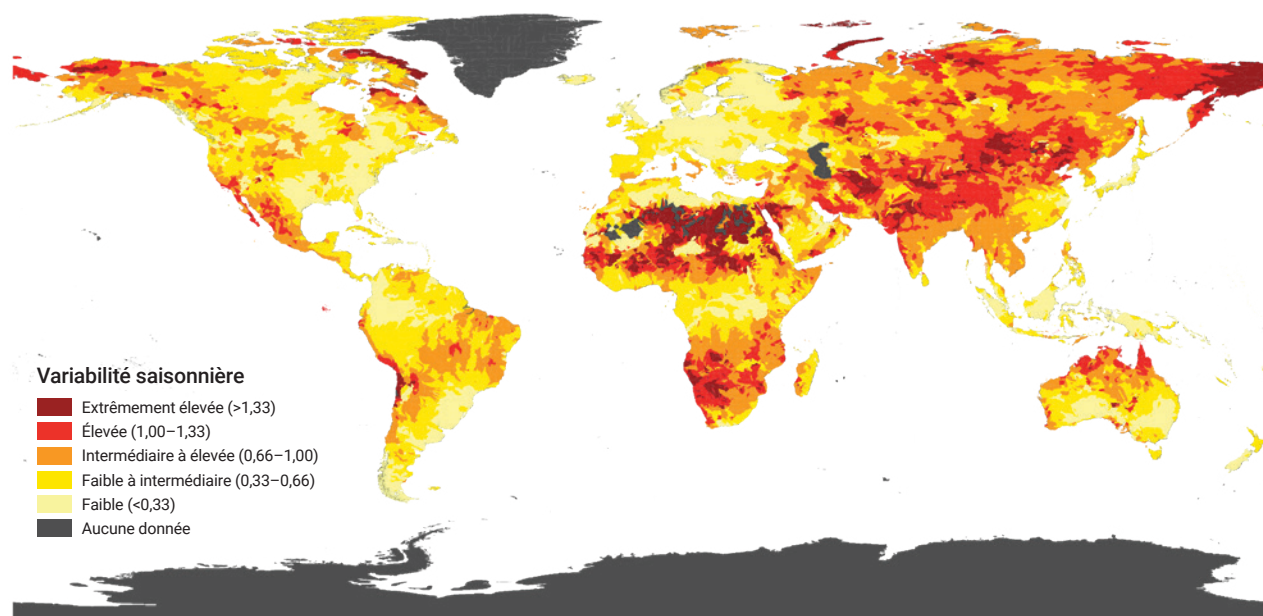 Variabilité saisonnière
Extrêmement élevée (>1,33)
Élevée (1,00–1,33)
Intermédiaire à élevée (0,66–1,00)
Faible à intermédiaire (0,33–0,66)
Faible (<0,33)
Aucune donnée